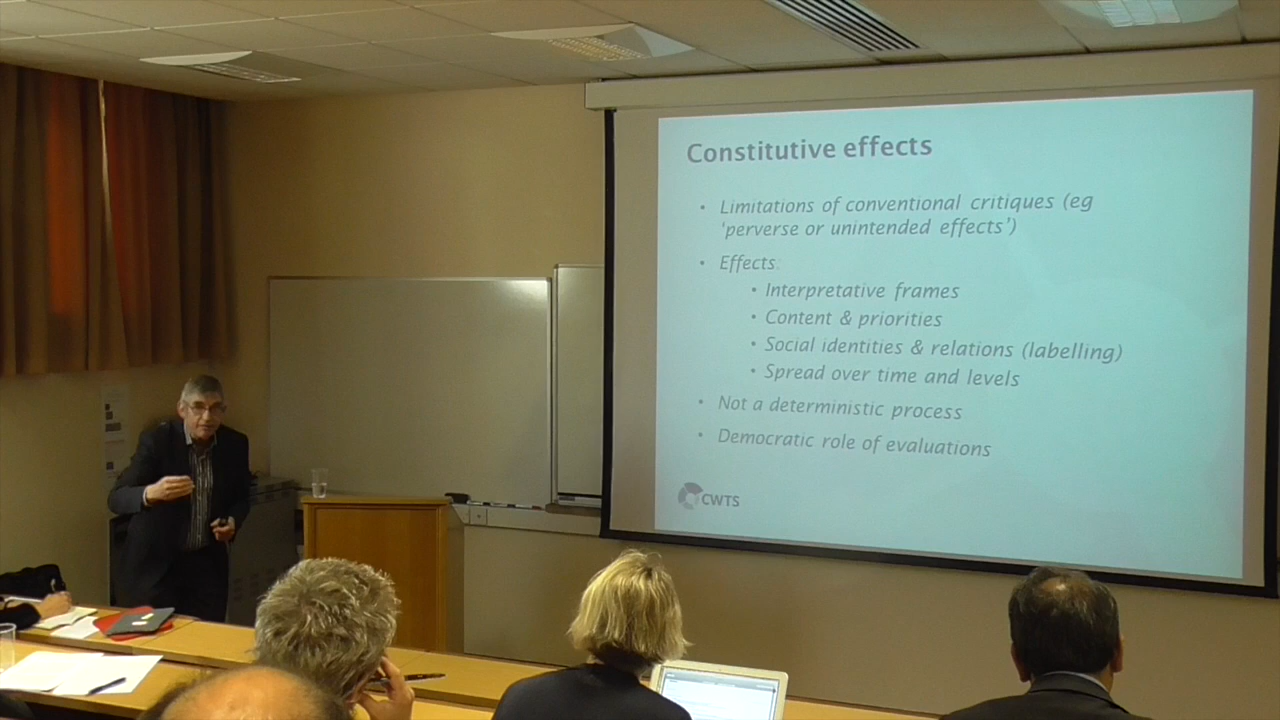 Constitutive effects
• Limitations of conventional critiques (eg
'perverse or unintended effects')
• Effects:
• Interpretative frames
• Content & priorities
• Social identities & relations (labelling)
• Spread over time and levels
• Not a deterministic process
• Democratic role of evaluations
CWTS